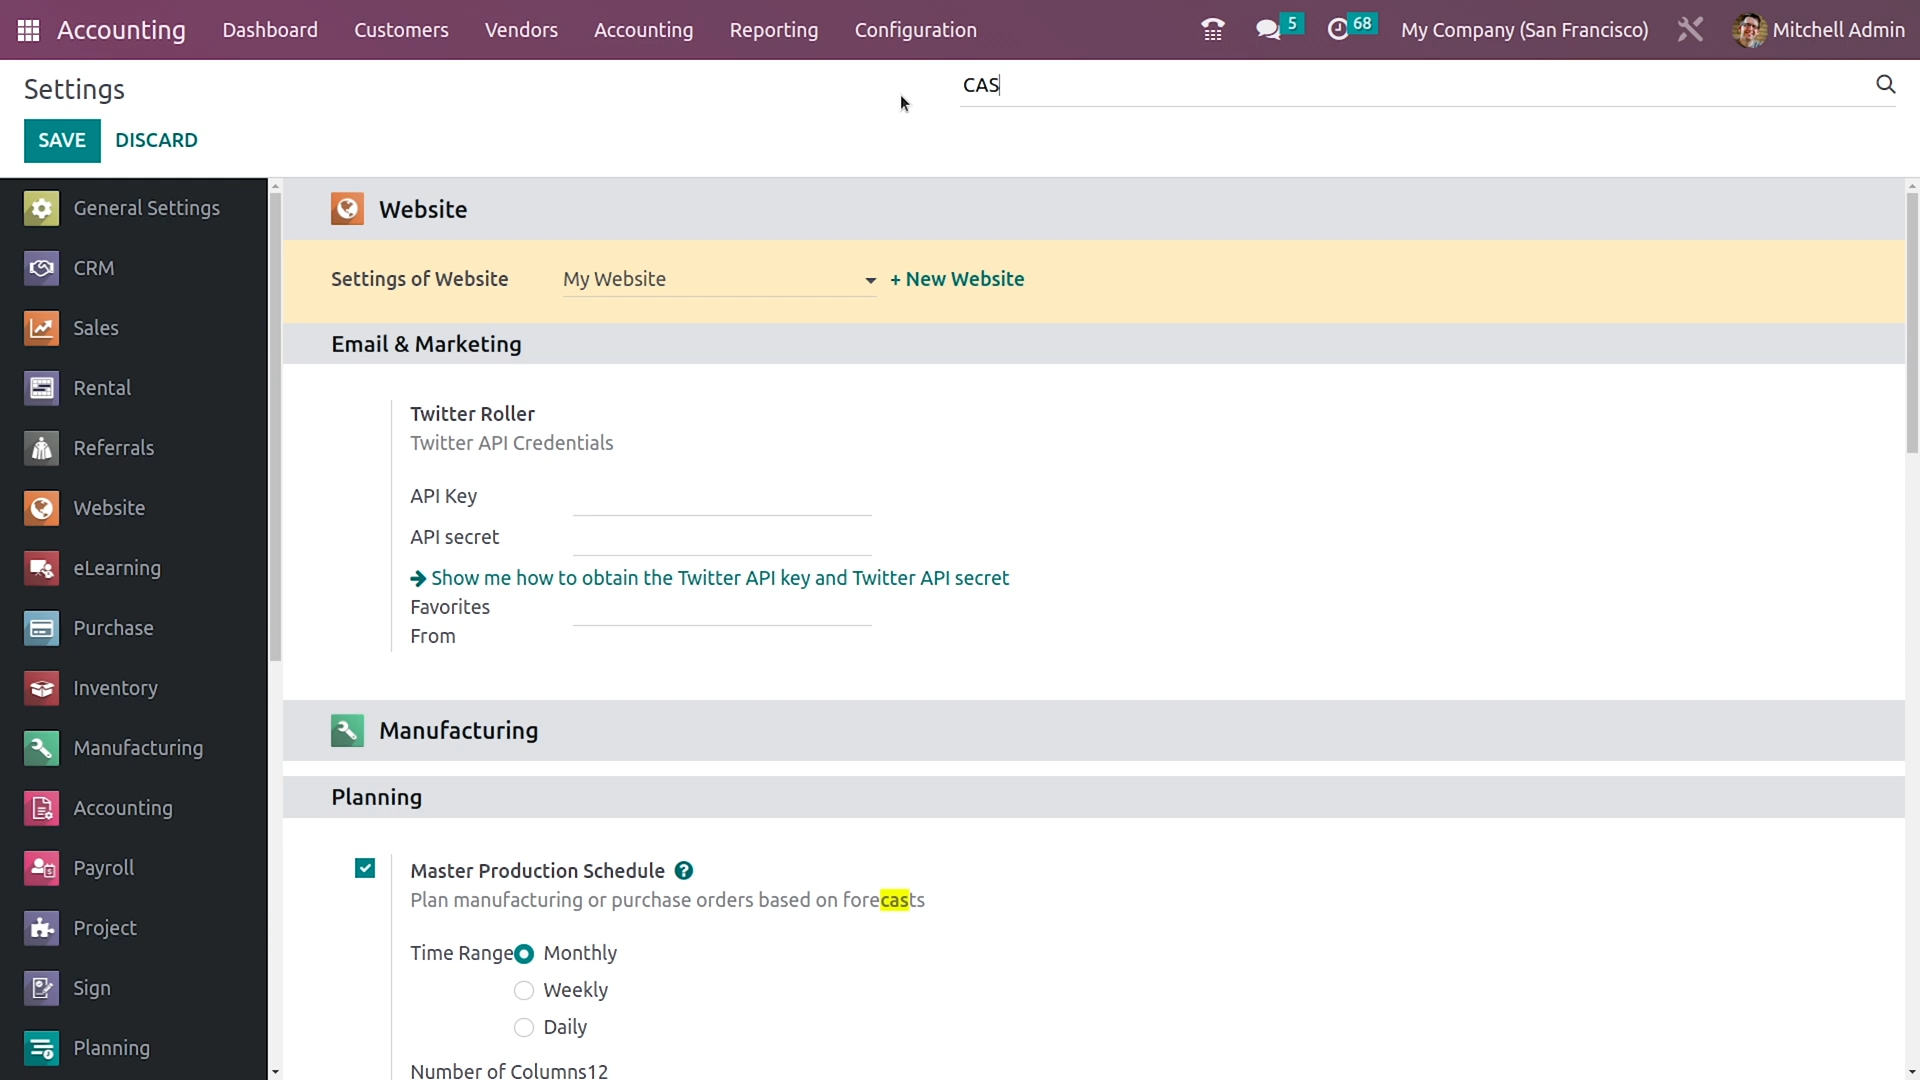 Accounting Dashboard Customers Vendors Accounting Reporting Configuration 5 68 My Company (San Francisco) Mitchell Admin
Settings
CAS
SAVE DISCARD
General Settings
CRM
Sales
Rental
Referrals
Website
eLearning
Purchase
Inventory
Manufacturing
Accounting
Payroll
Project
Sign
Planning
Website
Settings of Website My Website + New Website
Email & Marketing
Twitter Roller
Twitter API Credentials
API Key
API secret
Show me how to obtain the Twitter API key and Twitter API secret
Favorites
From
Manufacturing
Planning
Master Production Schedule ?
Plan manufacturing or purchase orders based on forecasts
Time Range Monthly
Weekly
Daily
Number of Columns12